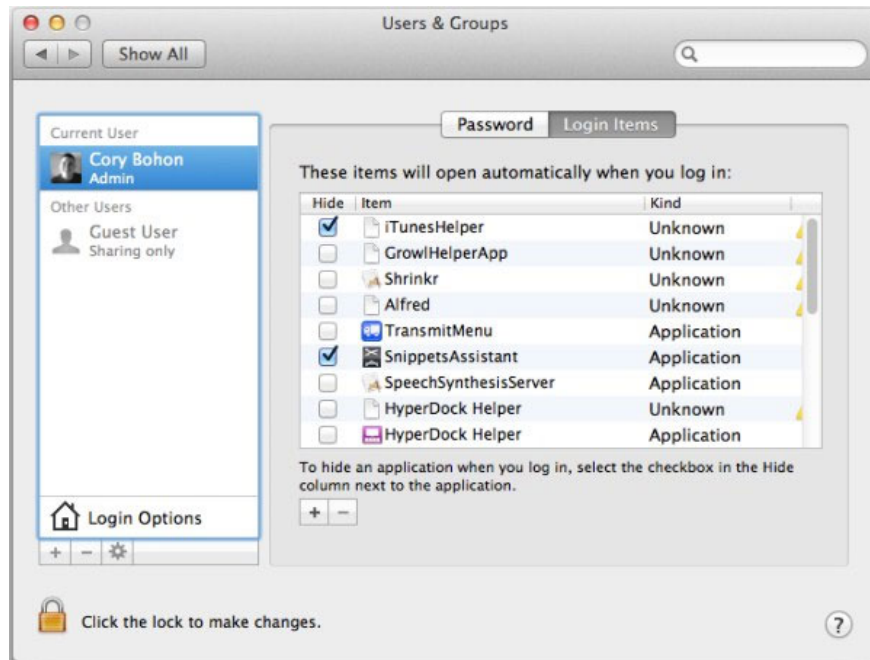 Users & Groups
Show All
Current User
Cory Bohon
Admin
Other Users
Guest User
Sharing only
Login Options
Password Login Items
These items will open automatically when you log in:
Hide Item Kind
iTunesHelper Unknown
GrowlHelperApp Unknown
Shrinkr Unknown
Alfred Unknown
TransmitMenu Application
SnippetsAssistant Application
SpeechSynthesisServer Application
HyperDock Helper Unknown
HyperDock Helper Application
To hide an application when you log in, select the checkbox in the Hide
column next to the application.
+ −
+ −
Click the lock to make changes.
?